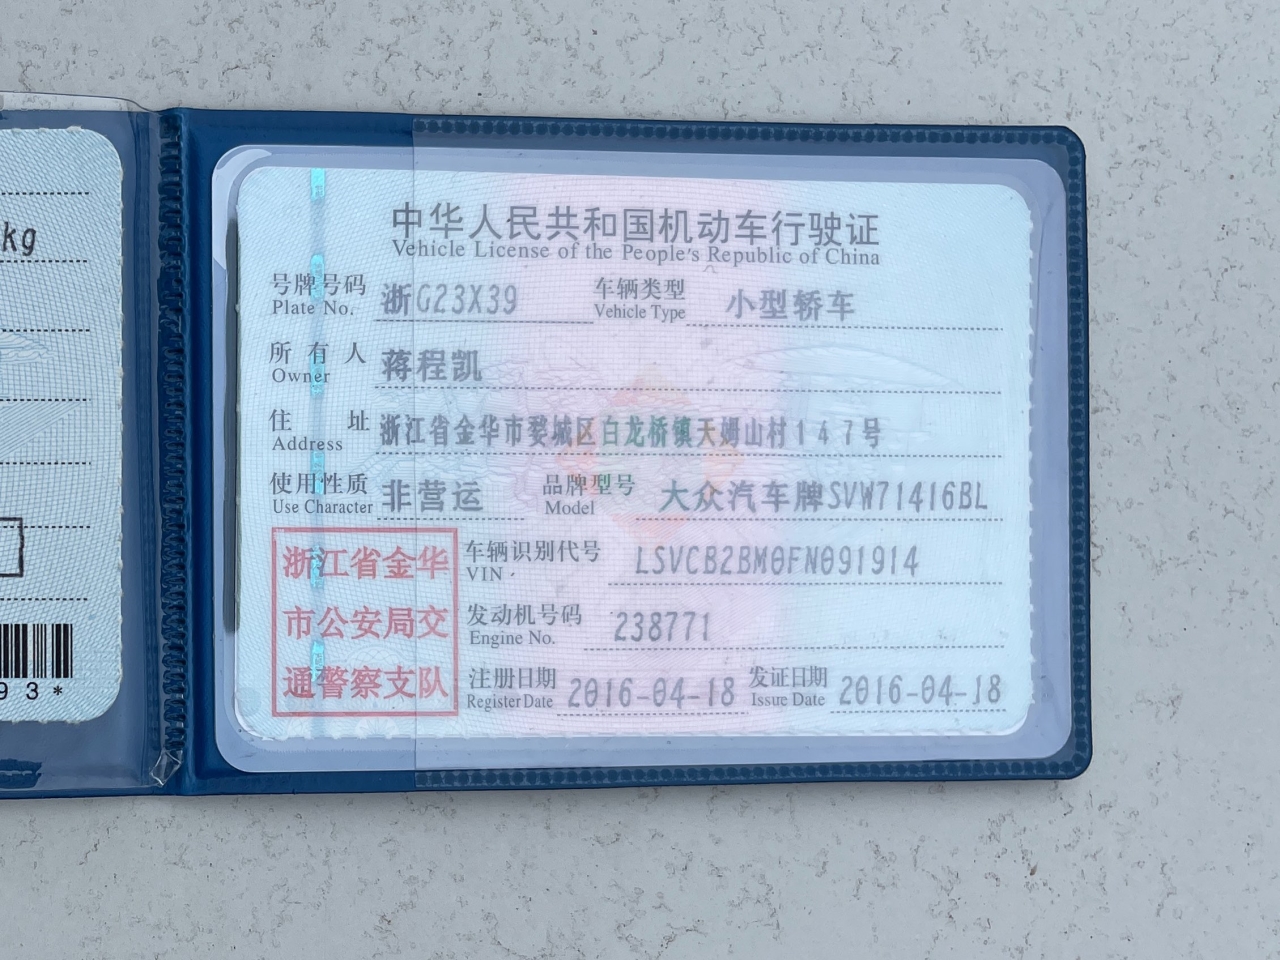 kg
93*
中华人民共和国机动车行驶证
Vehicle License of the People's Republic of China
号牌号码 浙G23X39 车辆类型 小型轿车
Plate No. Vehicle Type
所有人 蒋程凯
Owner
住址 浙江省金华市婺城区白龙桥镇天姆山村147号
Address
使用性质 非营运 品牌型号 大众汽车牌SVW71416BL
Use Character Model
浙江省金华
市公安局交
通警察支队
车辆识别代号 LSVCB2BM0FN091914
VIN
发动机号码 238771
Engine No.
注册日期 2016-04-18 发证日期 2016-04-18
Register Date Issue Date